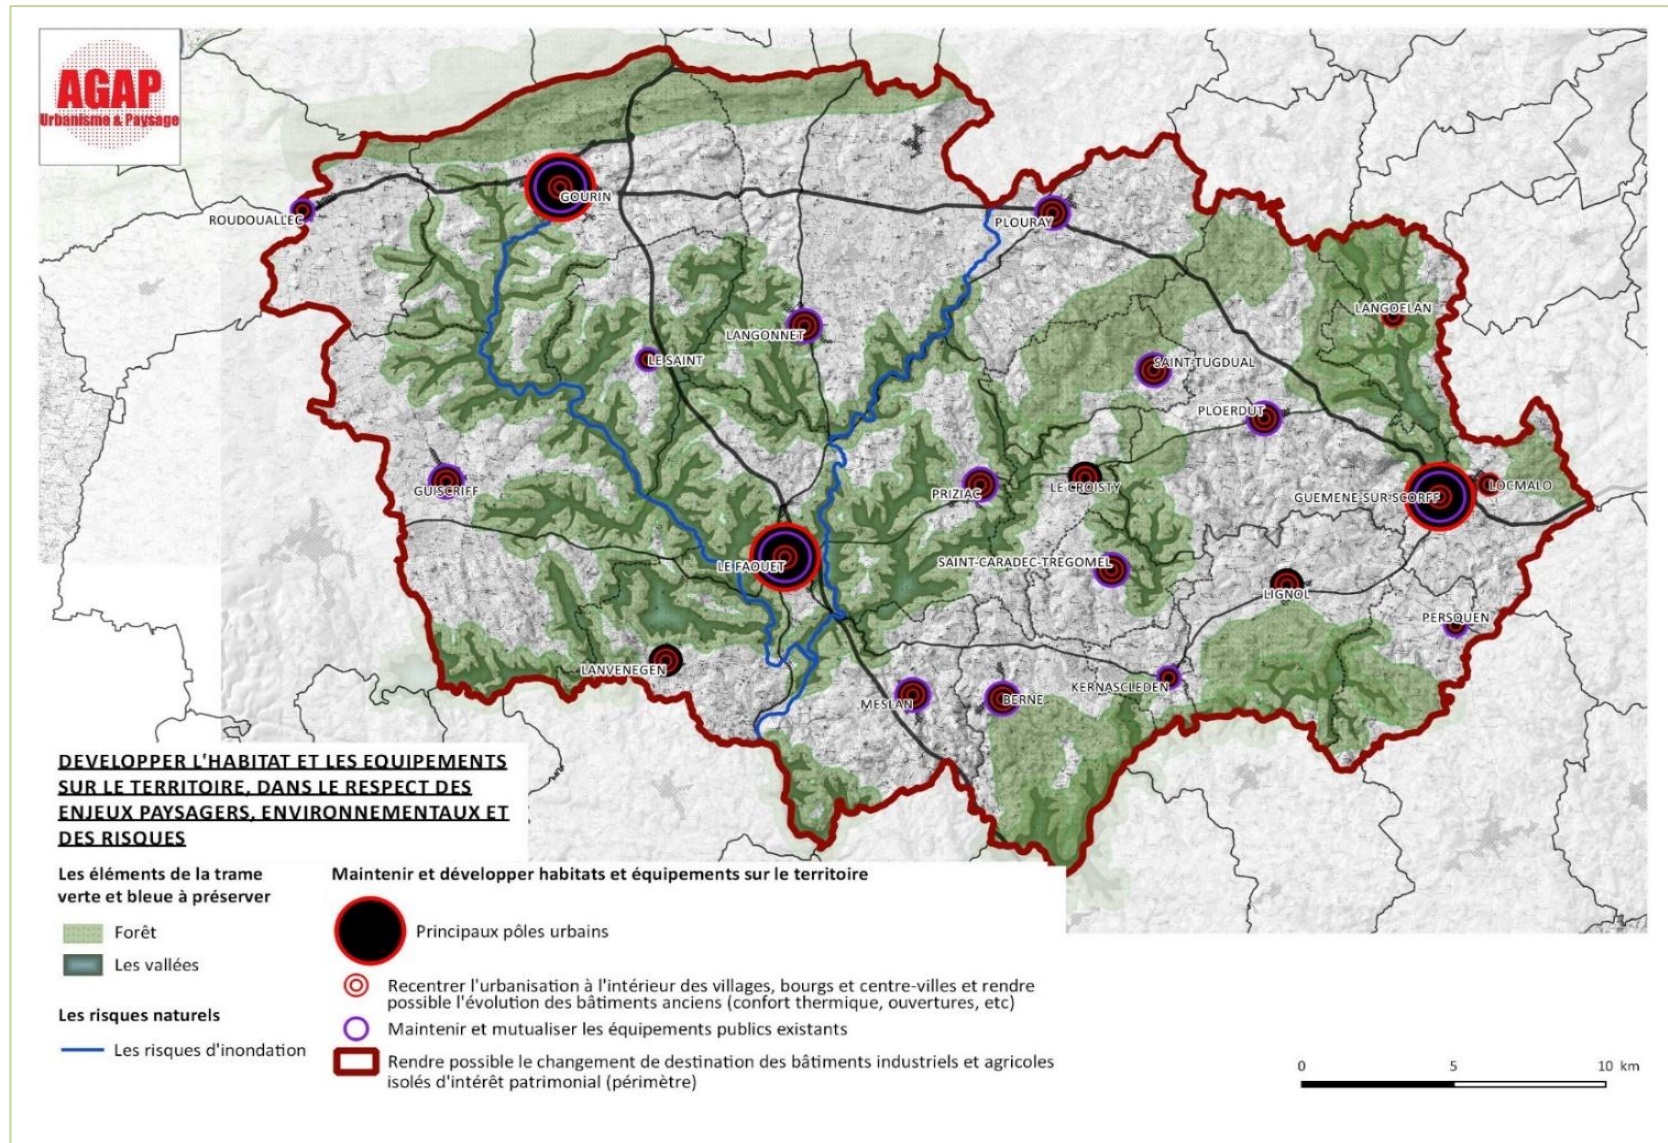 AGAP
Urbanisme & Paysage
GOURIN
ROUDOUALLEC
PLOURAY
LANGOELAN
LANGONNET
LE SAINT
SAINT-TUGDUAL
PLOERDUT
GUISCRIFF
PRIZIAC
LE CROISTY
GUEMENE-SUR-SCORFF
LOCMALO
LE FAOUET
SAINT-CARADEC-TREGOMEL
LIGNOL
PERSQUEN
LANVENEGEN
MESLAN
BERNE
KERNASCLEDEN
DEVELOPPER L'HABITAT ET LES EQUIPEMENTS
SUR LE TERRITOIRE, DANS LE RESPECT DES
ENJEUX PAYSAGERS, ENVIRONNEMENTAUX ET
DES RISQUES
Les éléments de la trame
verte et bleue à préserver
Forêt
Les vallées
Les risques naturels
Les risques d'inondation
Maintenir et développer habitats et équipements sur le territoire
Principaux pôles urbains
Recentrer l'urbanisation à l'intérieur des villages, bourgs et centre-villes et rendre
possible l'évolution des bâtiments anciens (confort thermique, ouvertures, etc)
Maintenir et mutualiser les équipements publics existants
Rendre possible le changement de destination des bâtiments industriels et agricoles
isolés d'intérêt patrimonial (périmètre)
0 5 10 km